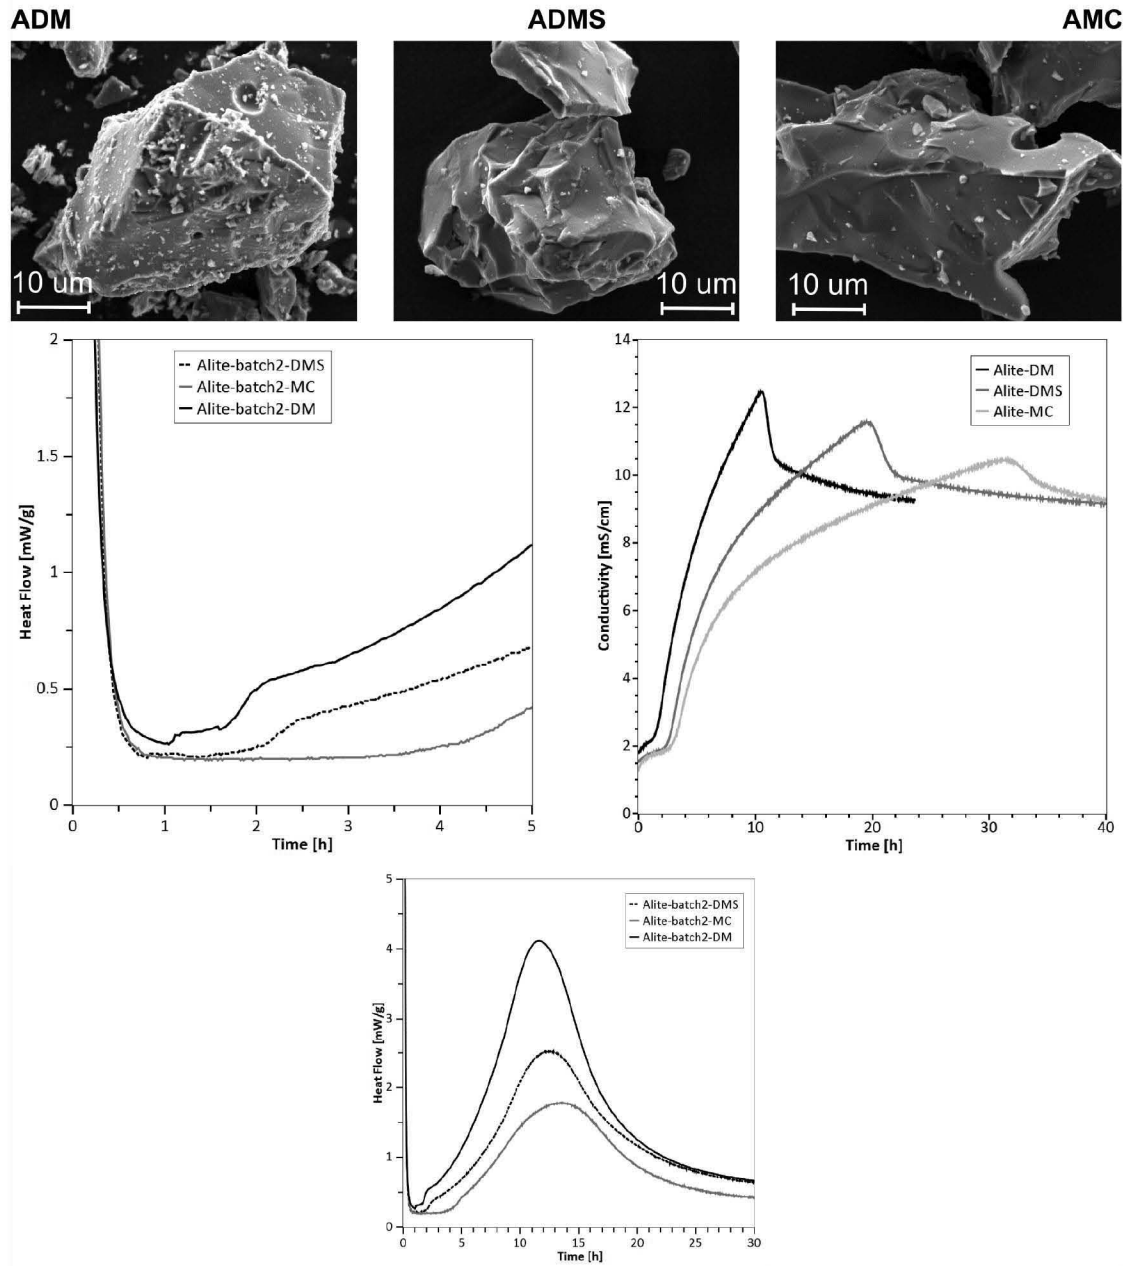 ADM
ADMS
AMC
10 um
10 um
10 um
2
1.5
1
0.5
0
Heat Flow [mW/g]
Alite-batch2-DMS
Alite-batch2-MC
Alite-batch2-DM
0 1 2 3 4 5
Time [h]
14
12
10
8
6
4
2
0
Conductivity [mS/cm]
Alite-DM
Alite-DMS
Alite-MC
0 10 20 30 40
Time [h]
5
4
3
2
1
0
Heat Flow [mW/g]
Alite-batch2-DMS
Alite-batch2-MC
Alite-batch2-DM
0 5 10 15 20 25 30
Time [h]